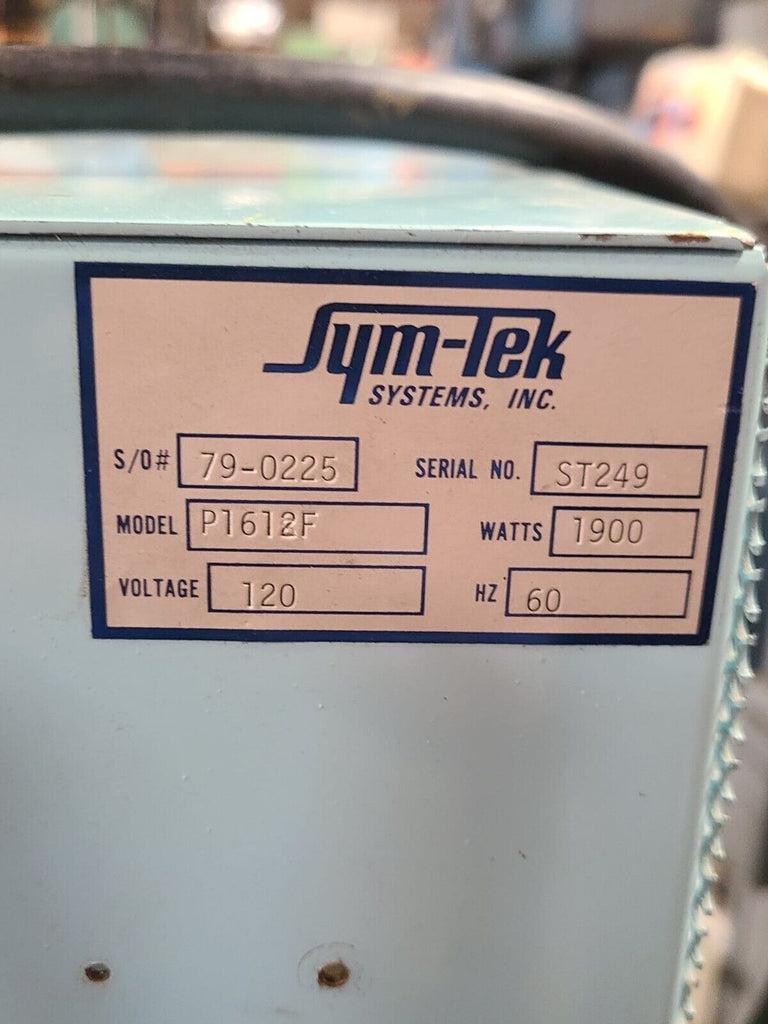 Sym-Tek
SYSTEMS, INC.
S/O# 79-0225 SERIAL NO. ST249
MODEL P1612F WATTS 1900
VOLTAGE 120 HZ 60